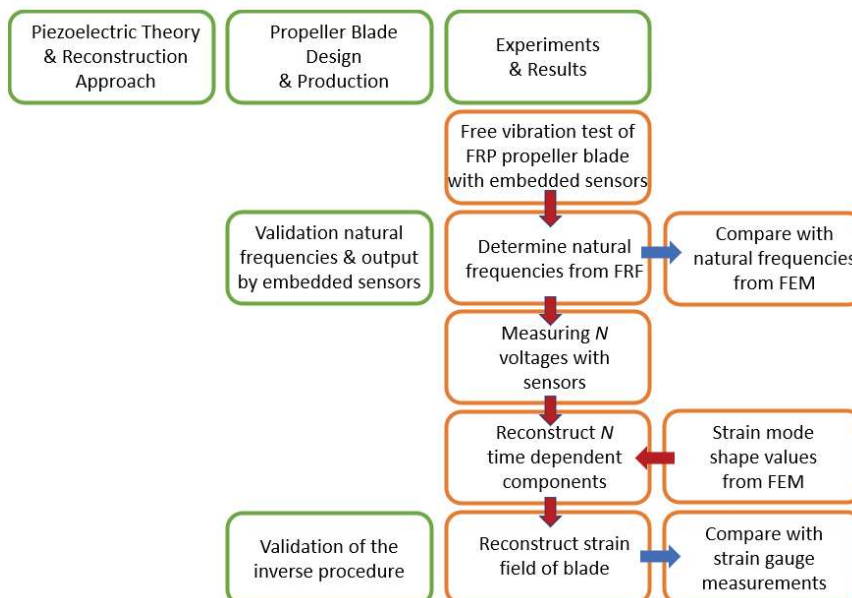 Piezoelectric Theory
& Reconstruction
Approach
Propeller Blade
Design
& Production
Experiments
& Results
Free vibration test of
FRP propeller blade
with embedded sensors
Validation natural
frequencies & output
by embedded sensors
Determine natural
frequencies from FRF
Compare with
natural frequencies
from FEM
Measuring N
voltages with
sensors
Reconstruct N
time dependent
components
Strain mode
shape values
from FEM
Validation of the
inverse procedure
Reconstruct strain
field of blade
Compare with
strain gauge
measurements